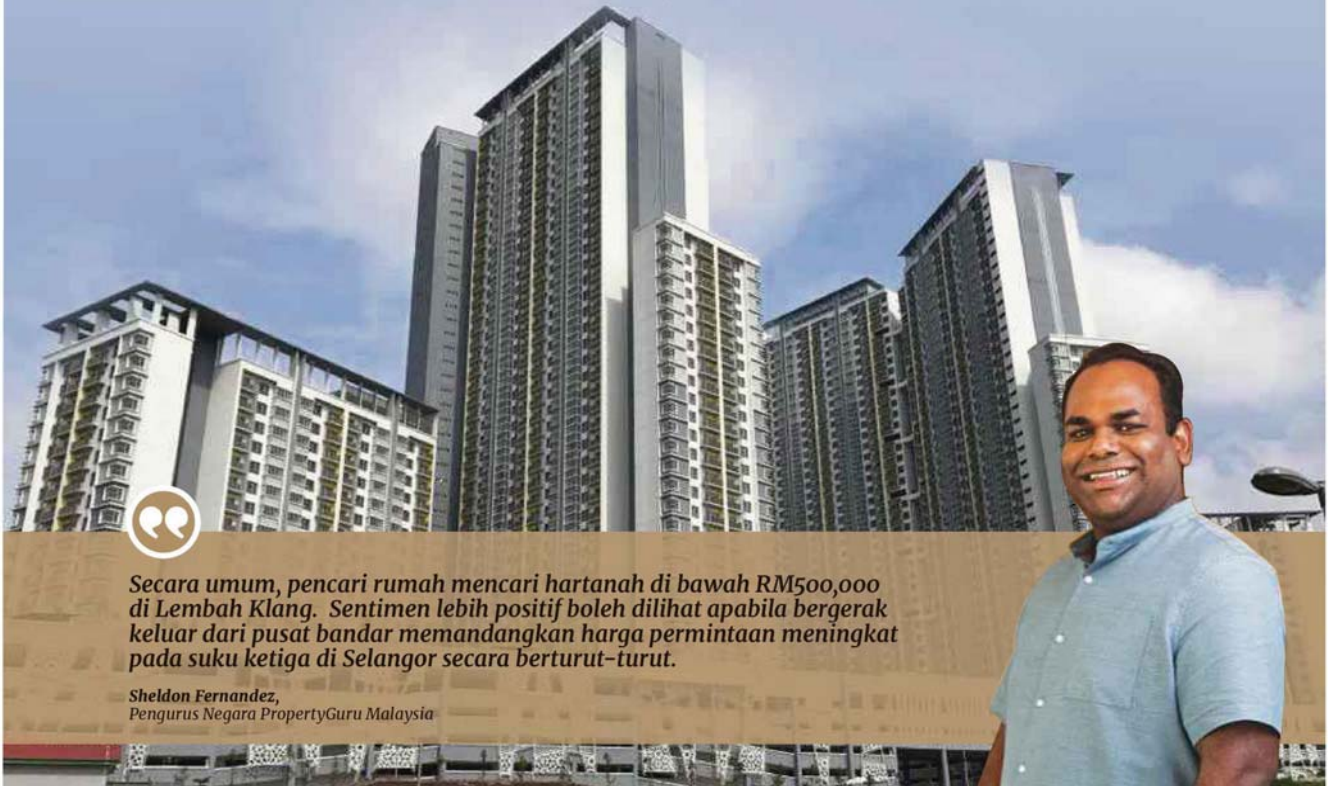 Secara umum, pencari rumah mencari hartanah di bawah RM500,000
di Lembah Klang. Sentimen lebih positif boleh dilihat apabila bergerak
keluar dari pusat bandar memandangkan harga permintaan meningkat
pada suku ketiga di Selangor secara berturut-turut.
Sheldon Fernandez,
Pengurus Negara PropertyGuru Malaysia